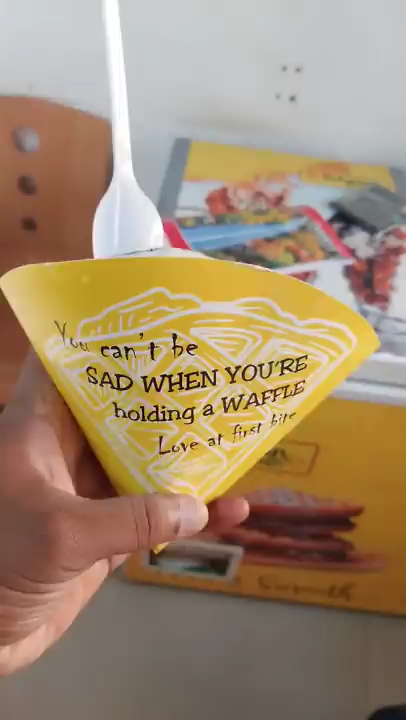 You can't be
SAD WHEN YOU'RE
holding a WAFFLE
Love at first bite